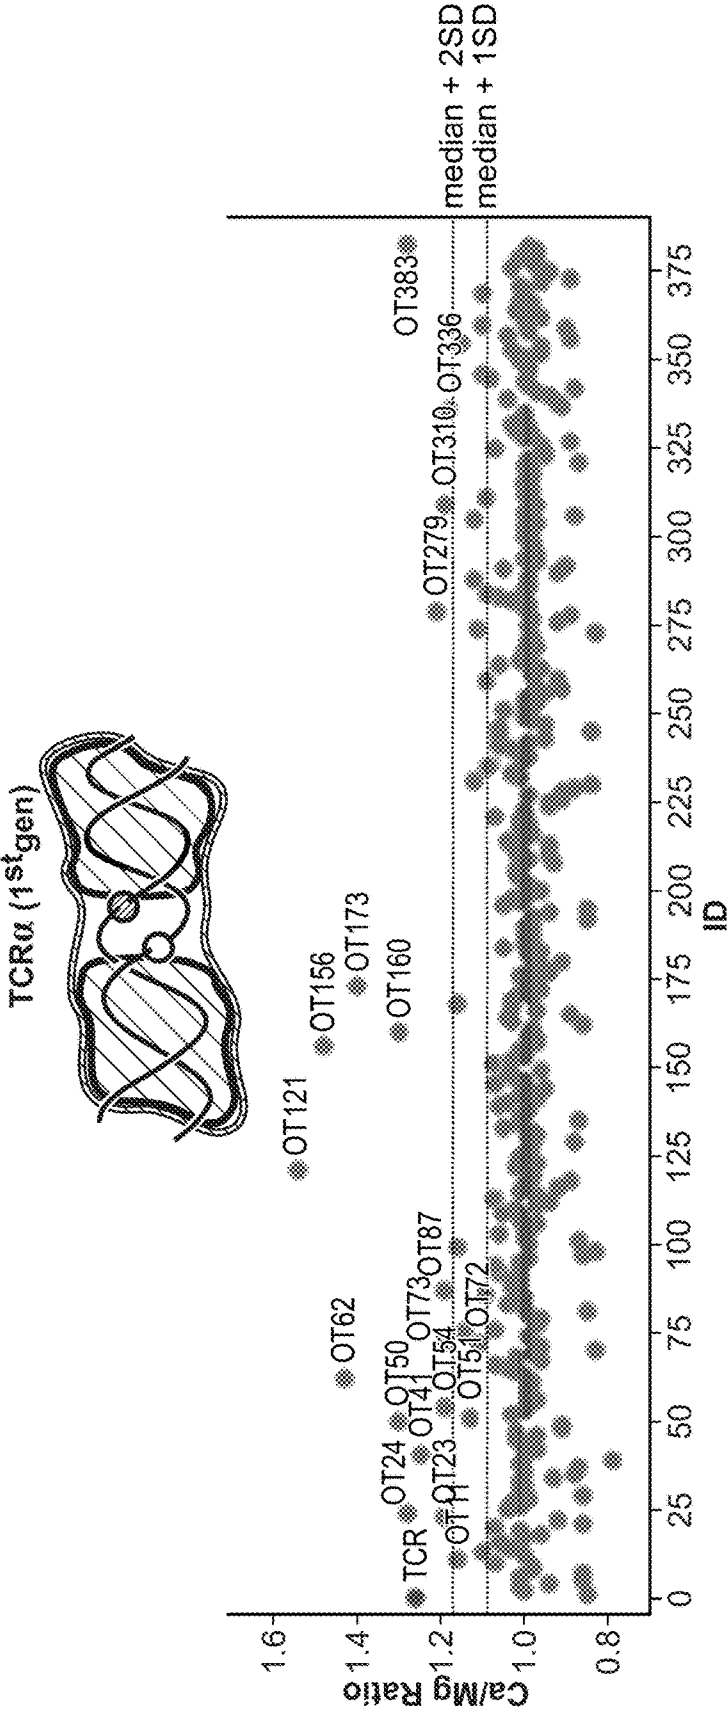 TCRα (1st gen)
median + 2SD
median + 1SD
Ca/Mg Ratio
1.6
1.4
1.2
1.0
0.8
TCR
OT11
OT23
OT24
OT41
OT50
OT51
OT54
OT62
OT72
OT73
OT87
OT121
OT156
OT160
OT173
OT279
OT310
OT336
OT383
0
25
50
75
100
125
150
175
200
225
250
275
300
325
350
375
ID